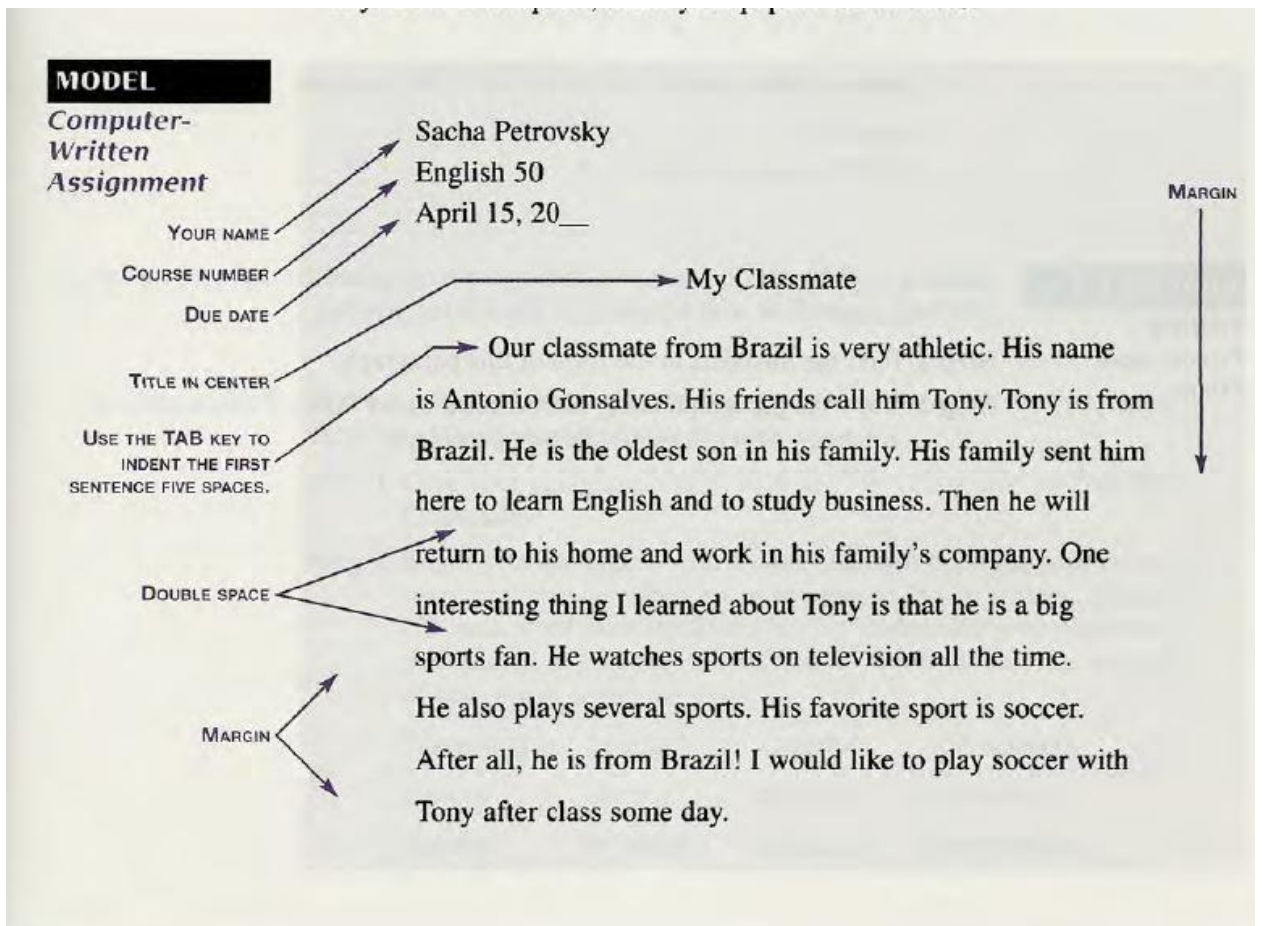 MODEL
Computer-
Written
Assignment
Sacha Petrovsky
English 50
April 15, 20__
YOUR NAME
COURSE NUMBER
DUE DATE
TITLE IN CENTER
USE THE TAB KEY TO
INDENT THE FIRST
SENTENCE FIVE SPACES.
DOUBLE SPACE
MARGIN
MARGIN
My Classmate
Our classmate from Brazil is very athletic. His name
is Antonio Gonsalves. His friends call him Tony. Tony is from
Brazil. He is the oldest son in his family. His family sent him
here to learn English and to study business. Then he will
return to his home and work in his family's company. One
interesting thing I learned about Tony is that he is a big
sports fan. He watches sports on television all the time.
He also plays several sports. His favorite sport is soccer.
After all, he is from Brazil! I would like to play soccer with
Tony after class some day.